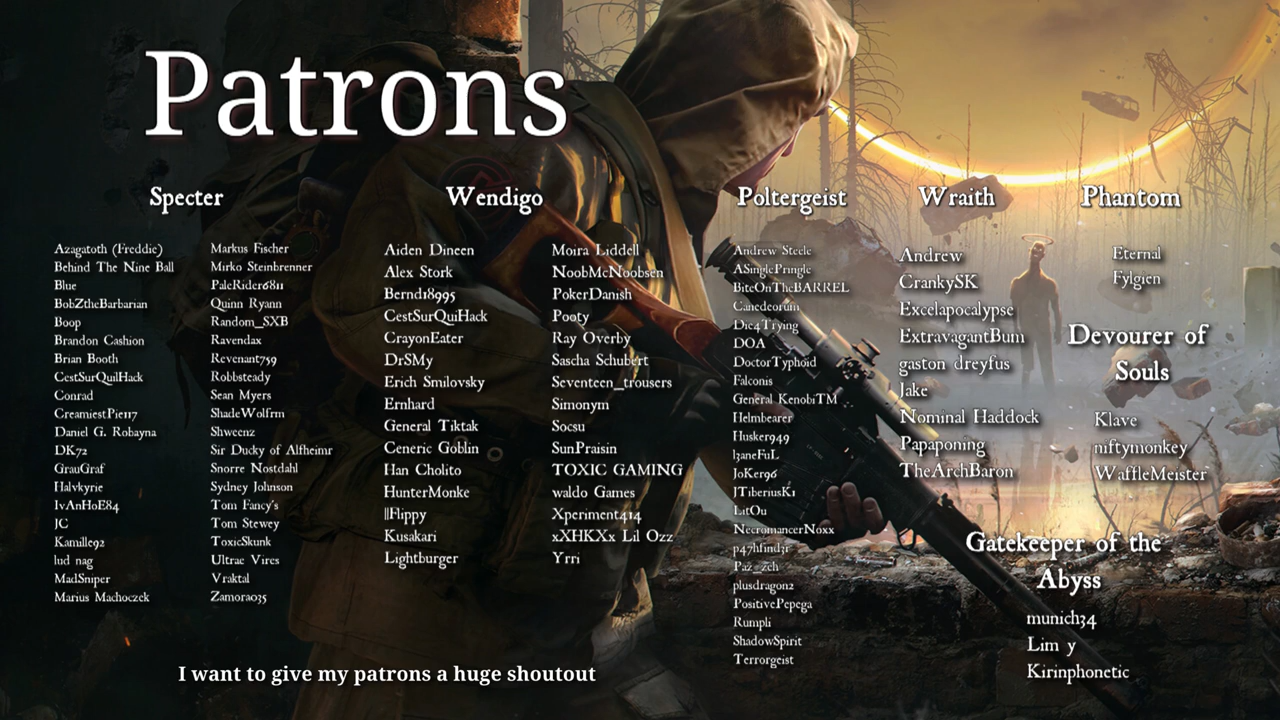 Patrons
Specter
Azagatoth (Freddie)
Behind The Nine Ball
Blue
BobZtheBarbarian
Boop
Brandon Cashion
Brian Booth
CestSurQuilHack
Conrad
CreamiestPie117
Daniel G. Robayna
DK72
GrauGraf
Halvkyrie
IvAnHoE84
JC
Kamille92
lud nag
MadSniper
Marius Machoczek
Markus Fischer
Mirko Steinbrenner
PaleRider6811
Quinn Ryann
Random_SXB
Ravendax
Revenant759
Robbsteady
Sean Myers
ShadeWolfrm
Shweenz
Sir Ducky of Alfheimr
Snorre Nostdahl
Sydney Johnson
Tom Fancy's
Tom Stewey
ToxicSkunk
Ultrae Vires
Vraktal
Zamora035
Wendigo
Aiden Dineen
Alex Stork
Bernd18995
CestSurQuiHack
CrayonEater
DrSMy
Erich Smilovsky
Ernhard
General Tiktak
Ceneric Goblin
Han Cholito
HunterMonke
||Flippy
Kusakari
Lightburger
Moira Liddell
NoobMcNoobsen
PokerDanish
Pooty
Ray Overby
Sascha Schubert
Seventeen_trousers
Simonym
Socsu
SunPraisin
TOXIC GAMING
waldo Games
Xperiment414
xXHKXx Lil Ozz
Yrri
Poltergeist
Andrew Steele
ASinglePringle
BiteOnTheBARREL
Canedeorum
Die4Trying
DOA
DoctorTyphoid
Falconis
General KenobiTM
Helmbearer
Husker949
l3aneFuL
JoKer96
JTiberiusK1
LitOu
NecromancerNoxx
p47hfind3r
Paz_zch
plusdragon2
PositivePepega
Rumpli
ShadowSpirit
Terrorgeist
Wraith
Andrew
CrankySK
Excelapocalypse
ExtravagantBum
gaston dreyfus
Jake
Nominal Haddock
Papaponing
TheArchBaron
Phantom
Eternal
Fylgien
Devourer of
Souls
Klave
niftymonkey
WaffleMeister
Gatekeeper of the
Abyss
munich34
Lim y
Kirinphonetic
I want to give my patrons a huge shoutout